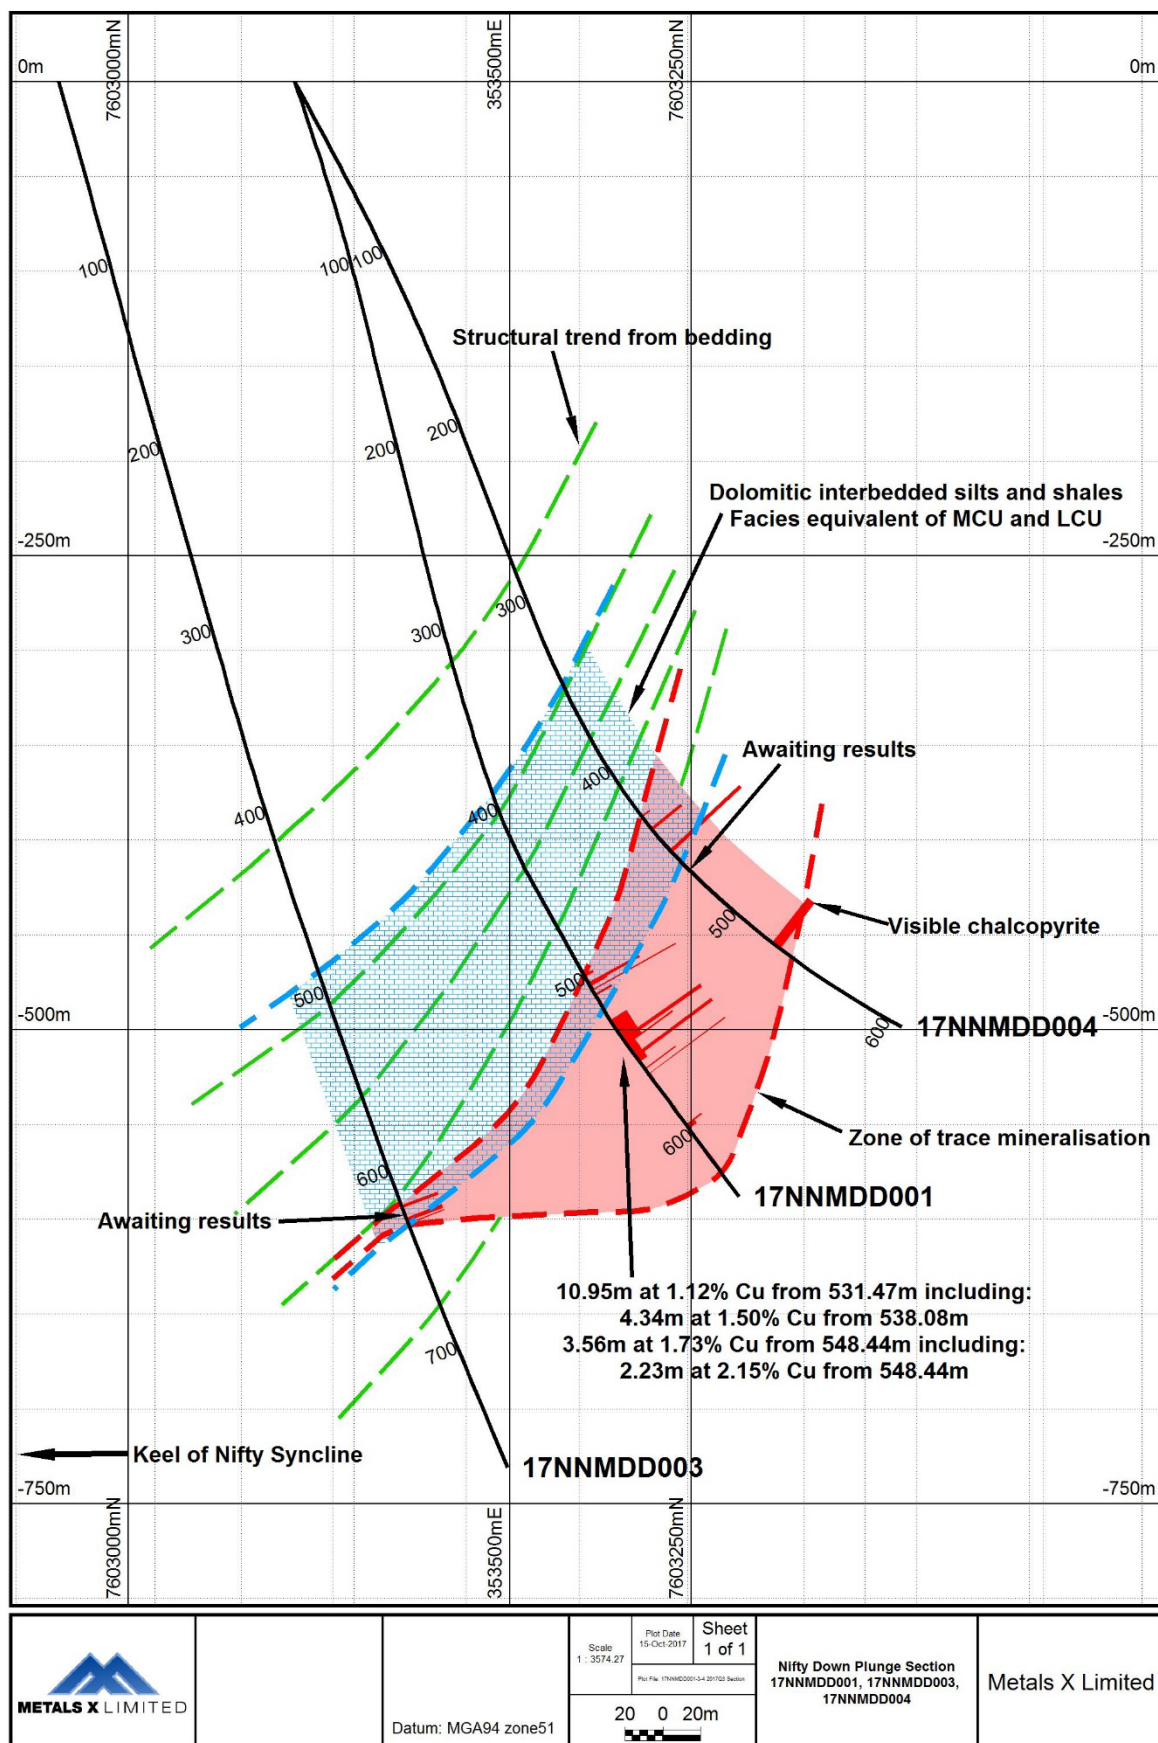 7603000mN
353500mE
7603250mN
0m
0m
100
100
100
Structural trend from bedding
200
200
200
Dolomitic interbedded silts and shales
Facies equivalent of MCU and LCU
-250m
-250m
300
300
300
Awaiting results
400
400
400
Visible chalcopyrite
500
500
500
-500m
-500m
17NNMDD004
600
Zone of trace mineralisation
600
600
17NNMDD001
Awaiting results
10.95m at 1.12% Cu from 531.47m including:
4.34m at 1.50% Cu from 538.08m
3.56m at 1.73% Cu from 548.44m including:
2.23m at 2.15% Cu from 548.44m
700
Keel of Nifty Syncline
17NNMDD003
-750m
-750m
7603000mN
353500mE
7603250mN
METALS X LIMITED
Datum: MGA94 zone51
Scale
1 : 3574.27
Plot Date
15-Oct-2017
Sheet
1 of 1
Plot File: 17NNMDD001-3-4 2017Q3 Section
20 0 20m
Nifty Down Plunge Section
17NNMDD001, 17NNMDD003,
17NNMDD004
Metals X Limited